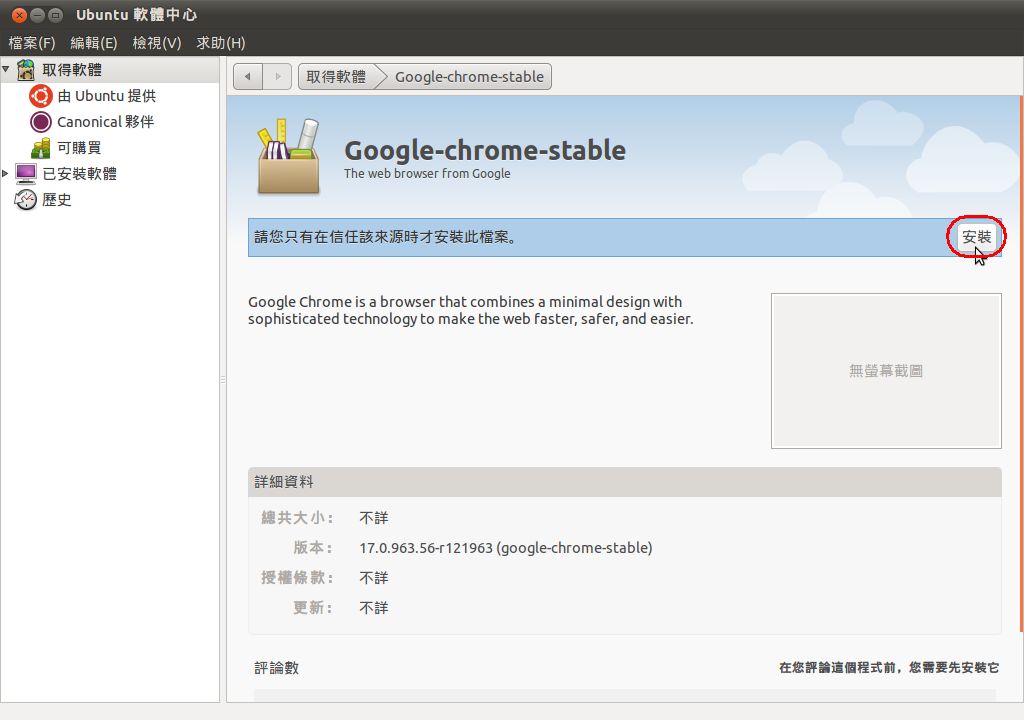 Ubuntu 軟體中心
檔案(F) 編輯(E) 檢視(V) 求助(H)
取得軟體
由 Ubuntu 提供
Canonical 夥伴
可購買
已安裝軟體
歷史
取得軟體 Google-chrome-stable
Google-chrome-stable
The web browser from Google
請您只有在信任該來源時才安裝此檔案。 安裝
Google Chrome is a browser that combines a minimal design with
sophisticated technology to make the web faster, safer, and easier.
無螢幕截圖
詳細資料
總共大小： 不詳
版本： 17.0.963.56-r121963 (google-chrome-stable)
授權條款： 不詳
更新： 不詳
評論數 在您評論這個程式前，您需要先安裝它